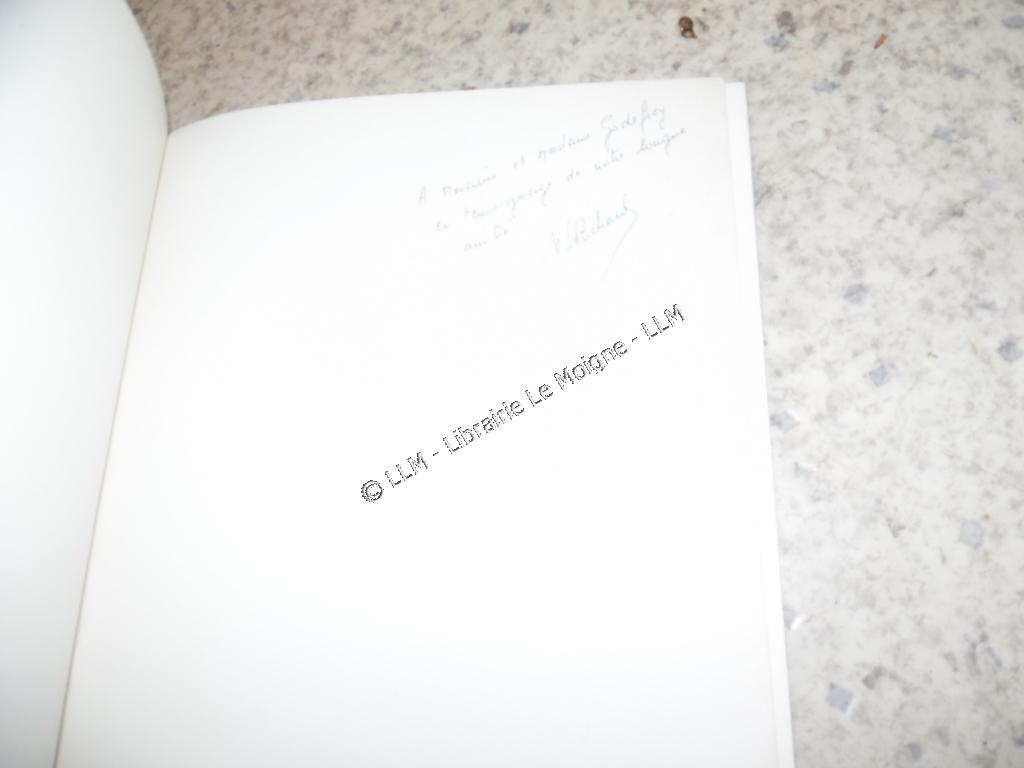 A Monsieur et Madame Godefroy
en témoignage de notre longue
amitié
© LLM - Librairie Le Moigne - LLM